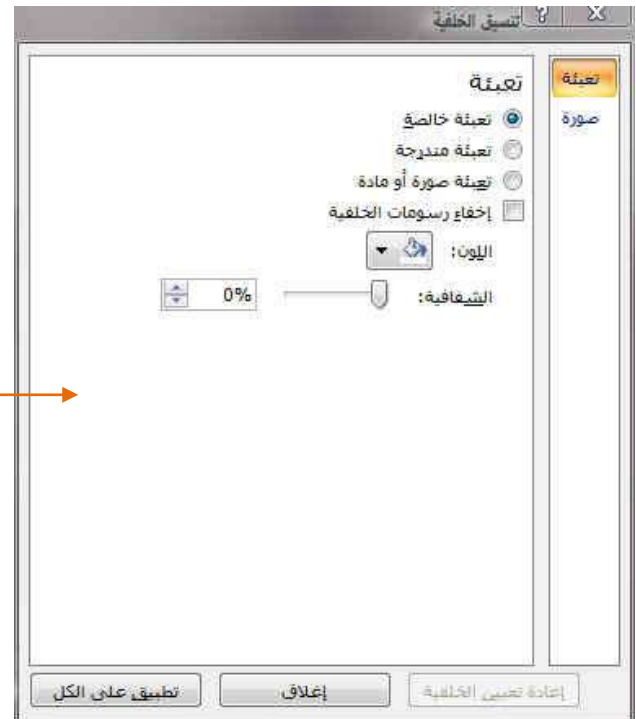 تنسيق الخلفية
تعبئة
صورة
تعبئة
تعبئة خالصة
تعبئة متدرجة
تعبئة صورة أو مادة
إخفاء رسومات الخلفية
اللون:
الشفافية: 0%
إعادة تعيين الخلفية
إغلاق
تطبيق على الكل